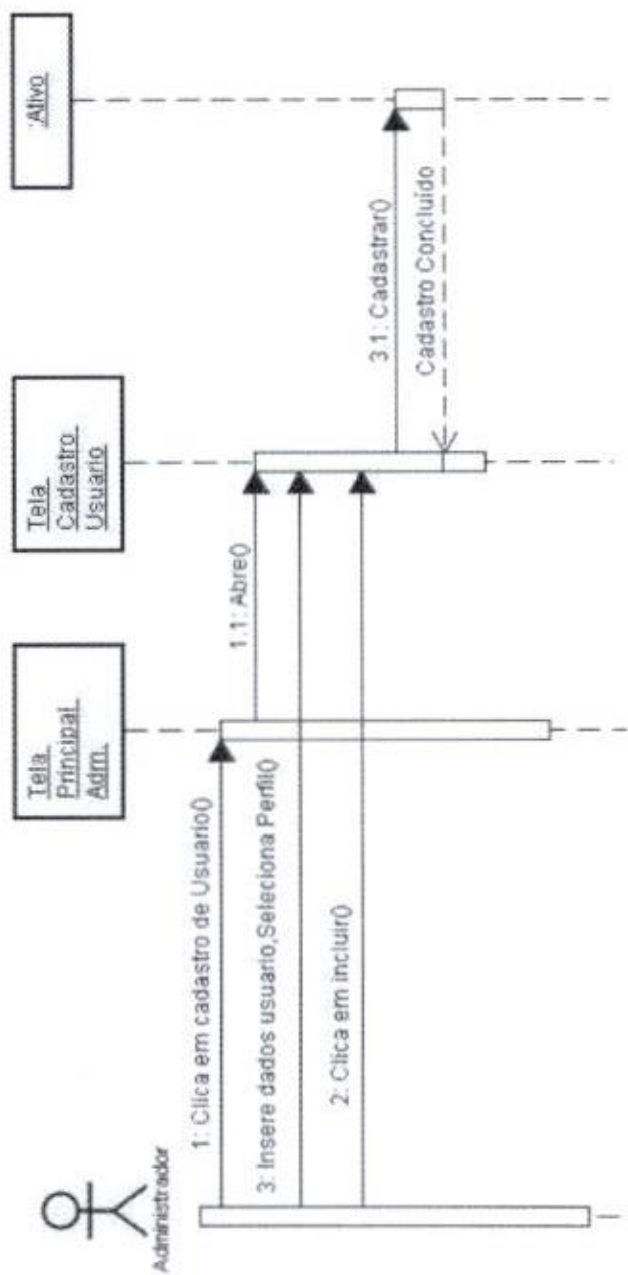 Administrador
Tela
Principal
Adm.
Tela
Cadastro
Usuario
:Ativo
1: Clica em cadastro de Usuario()
1.1: Abre()
3: Insere dados usuario,Seleciona Perfil()
2: Clica em incluir()
3.1: Cadastrar()
Cadastro Concluído